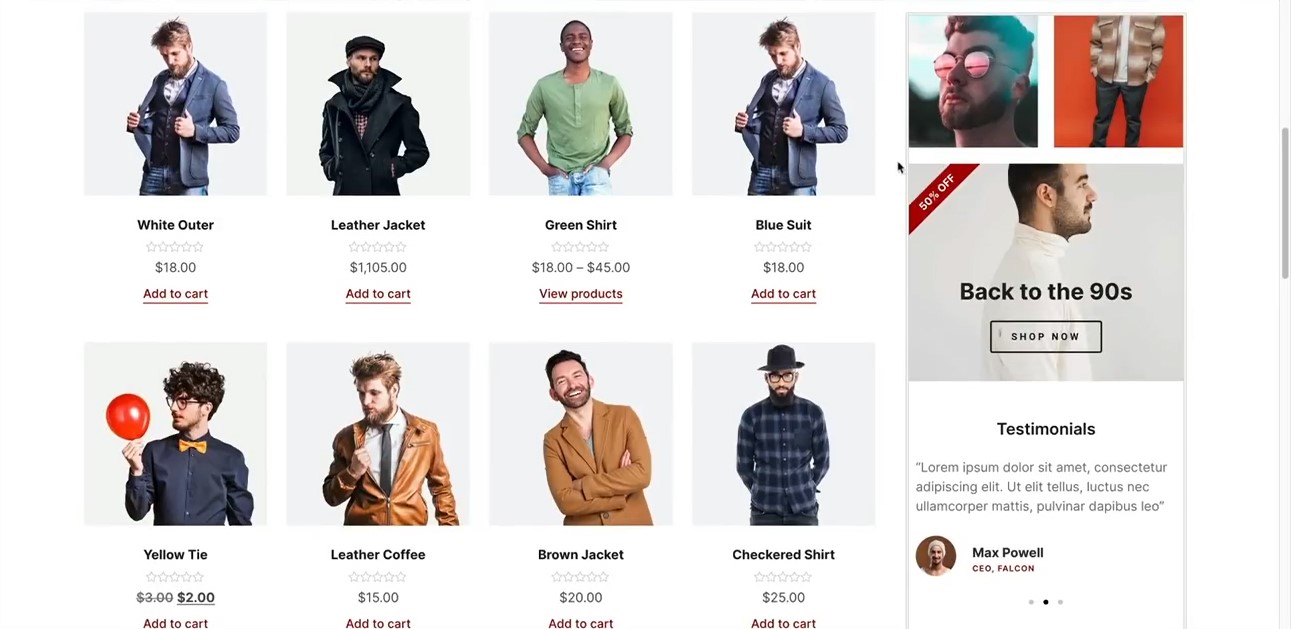 White Outer
$18.00
Add to cart
Leather Jacket
$1,105.00
Add to cart
Green Shirt
$18.00 – $45.00
View products
Blue Suit
$18.00
Add to cart
Yellow Tie
$3.00 $2.00
Add to cart
Leather Coffee
$15.00
Add to cart
Brown Jacket
$20.00
Add to cart
Checkered Shirt
$25.00
Add to cart
50% OFF
Back to the 90s
SHOP NOW
Testimonials
“Lorem ipsum dolor sit amet, consectetur
adipiscing elit. Ut elit tellus, luctus nec
ullamcorper mattis, pulvinar dapibus leo”
Max Powell
CEO, FALCON